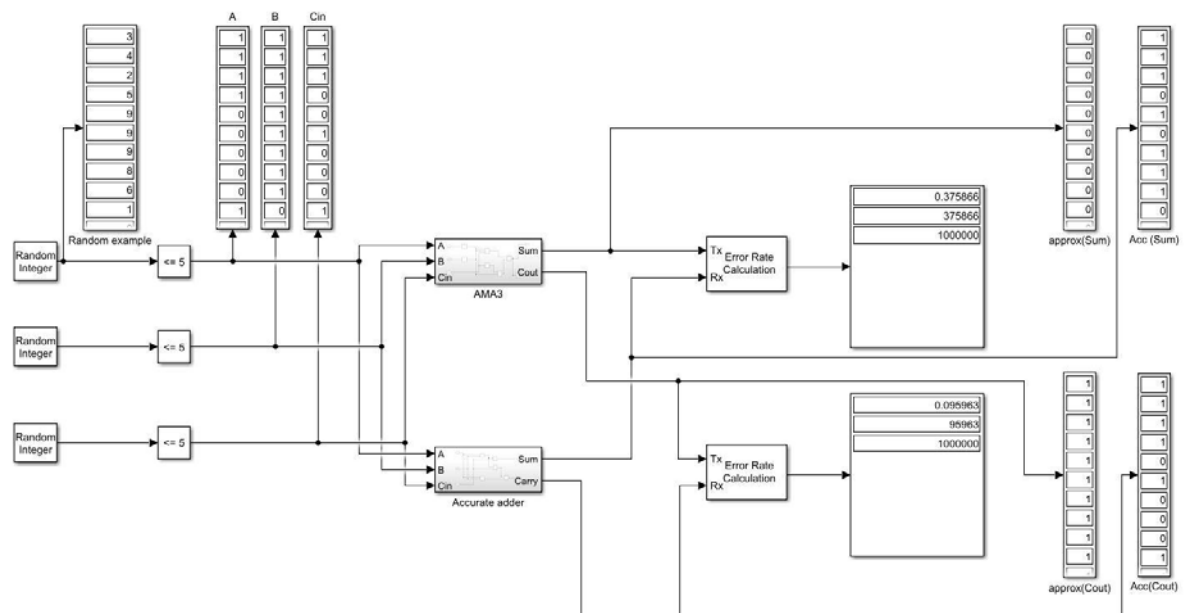 A B Cin
3
4
2
5
9
9
9
8
6
1
Random example
1
1
1
1
0
0
0
0
0
1
1
1
1
1
1
1
1
1
1
0
1
1
1
1
0
1
0
0
0
1
Random
Integer
<= 5
A
B
Cin
Sum
Cout
AMA3
Tx
Rx
Error Rate
Calculation
0.375866
375866
1000000
0
0
0
0
0
0
0
0
0
0
approx(Sum)
1
1
1
0
1
0
1
1
1
0
Acc (Sum)
Random
Integer
<= 5
Random
Integer
<= 5
A
B
Cin
Sum
Carry
Accurate adder
Tx
Rx
Error Rate
Calculation
0.095963
95963
1000000
1
1
1
1
1
1
1
1
1
1
approx(Cout)
1
1
1
1
0
1
0
0
0
1
Acc(Cout)